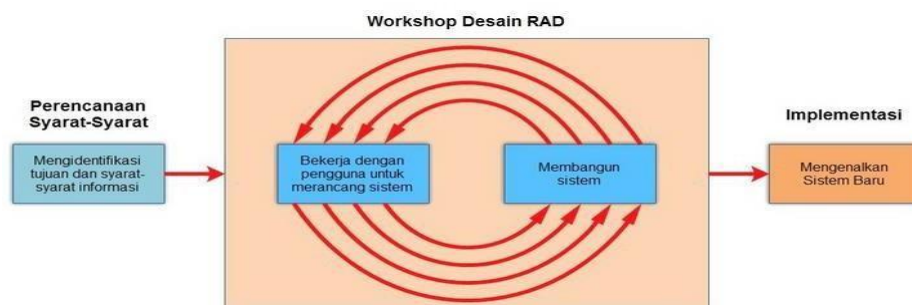 Workshop Desain RAD
Perencanaan
Syarat-Syarat
Mengidentifikasi
tujuan dan syarat-
syarat informasi
Bekerja dengan
pengguna untuk
merancang sistem
Membangun
sistem
Implementasi
Mengenalkan
Sistem Baru